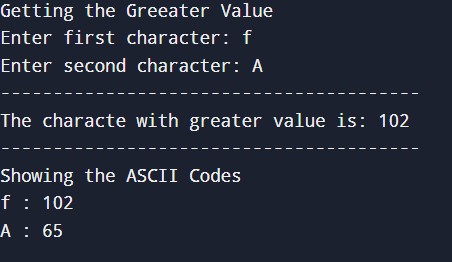 Getting the Greeater Value
Enter first character: f
Enter second character: A
----------------------------------------
The characte with greater value is: 102
----------------------------------------
Showing the ASCII Codes
f : 102
A : 65